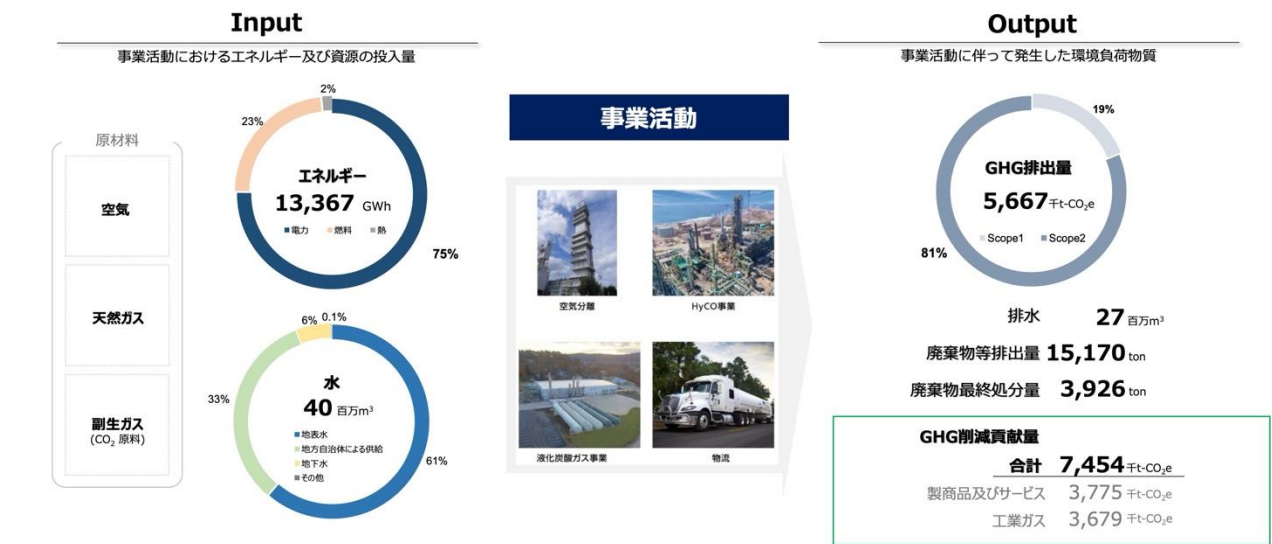 Input
事業活動におけるエネルギー及び資源の投入量
原材料
空気
天然ガス
副生ガス
(CO₂ 原料)
2%
23%
エネルギー
13,367 GWh
■電力 ■燃料 ■熱
75%
6% 0.1%
33%
水
40 百万m³
■地表水
■地方自治体による供給
■地下水
■その他
61%
事業活動
空気分離
HyCO事業
液化炭酸ガス事業
物流
Output
事業活動に伴って発生した環境負荷物質
19%
GHG排出量
5,667 千t-CO₂e
■Scope1 ■Scope2
81%
排水 27 百万m³
廃棄物等排出量 15,170 ton
廃棄物最終処分量 3,926 ton
GHG削減貢献量
合計 7,454 千t-CO₂e
製商品及びサービス 3,775 千t-CO₂e
工業ガス 3,679 千t-CO₂e